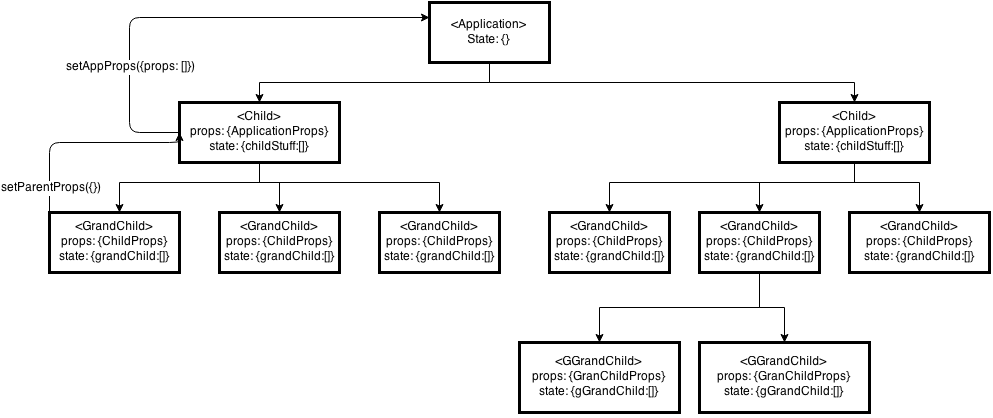 <Application>
State: {}
setAppProps({props: []})
<Child>
props: {ApplicationProps}
state: {childStuff:[]}
<Child>
props: {ApplicationProps}
state: {childStuff:[]}
setParentProps({})
<GrandChild>
props: {ChildProps}
state: {grandChild:[]}
<GrandChild>
props: {ChildProps}
state: {grandChild:[]}
<GrandChild>
props: {ChildProps}
state: {grandChild:[]}
<GrandChild>
props: {ChildProps}
state: {grandChild:[]}
<GrandChild>
props: {ChildProps}
state: {grandChild:[]}
<GrandChild>
props: {ChildProps}
state: {grandChild:[]}
<GGrandChild>
props: {GranChildProps}
state: {gGrandChild:[]}
<GGrandChild>
props: {GranChildProps}
state: {gGrandChild:[]}